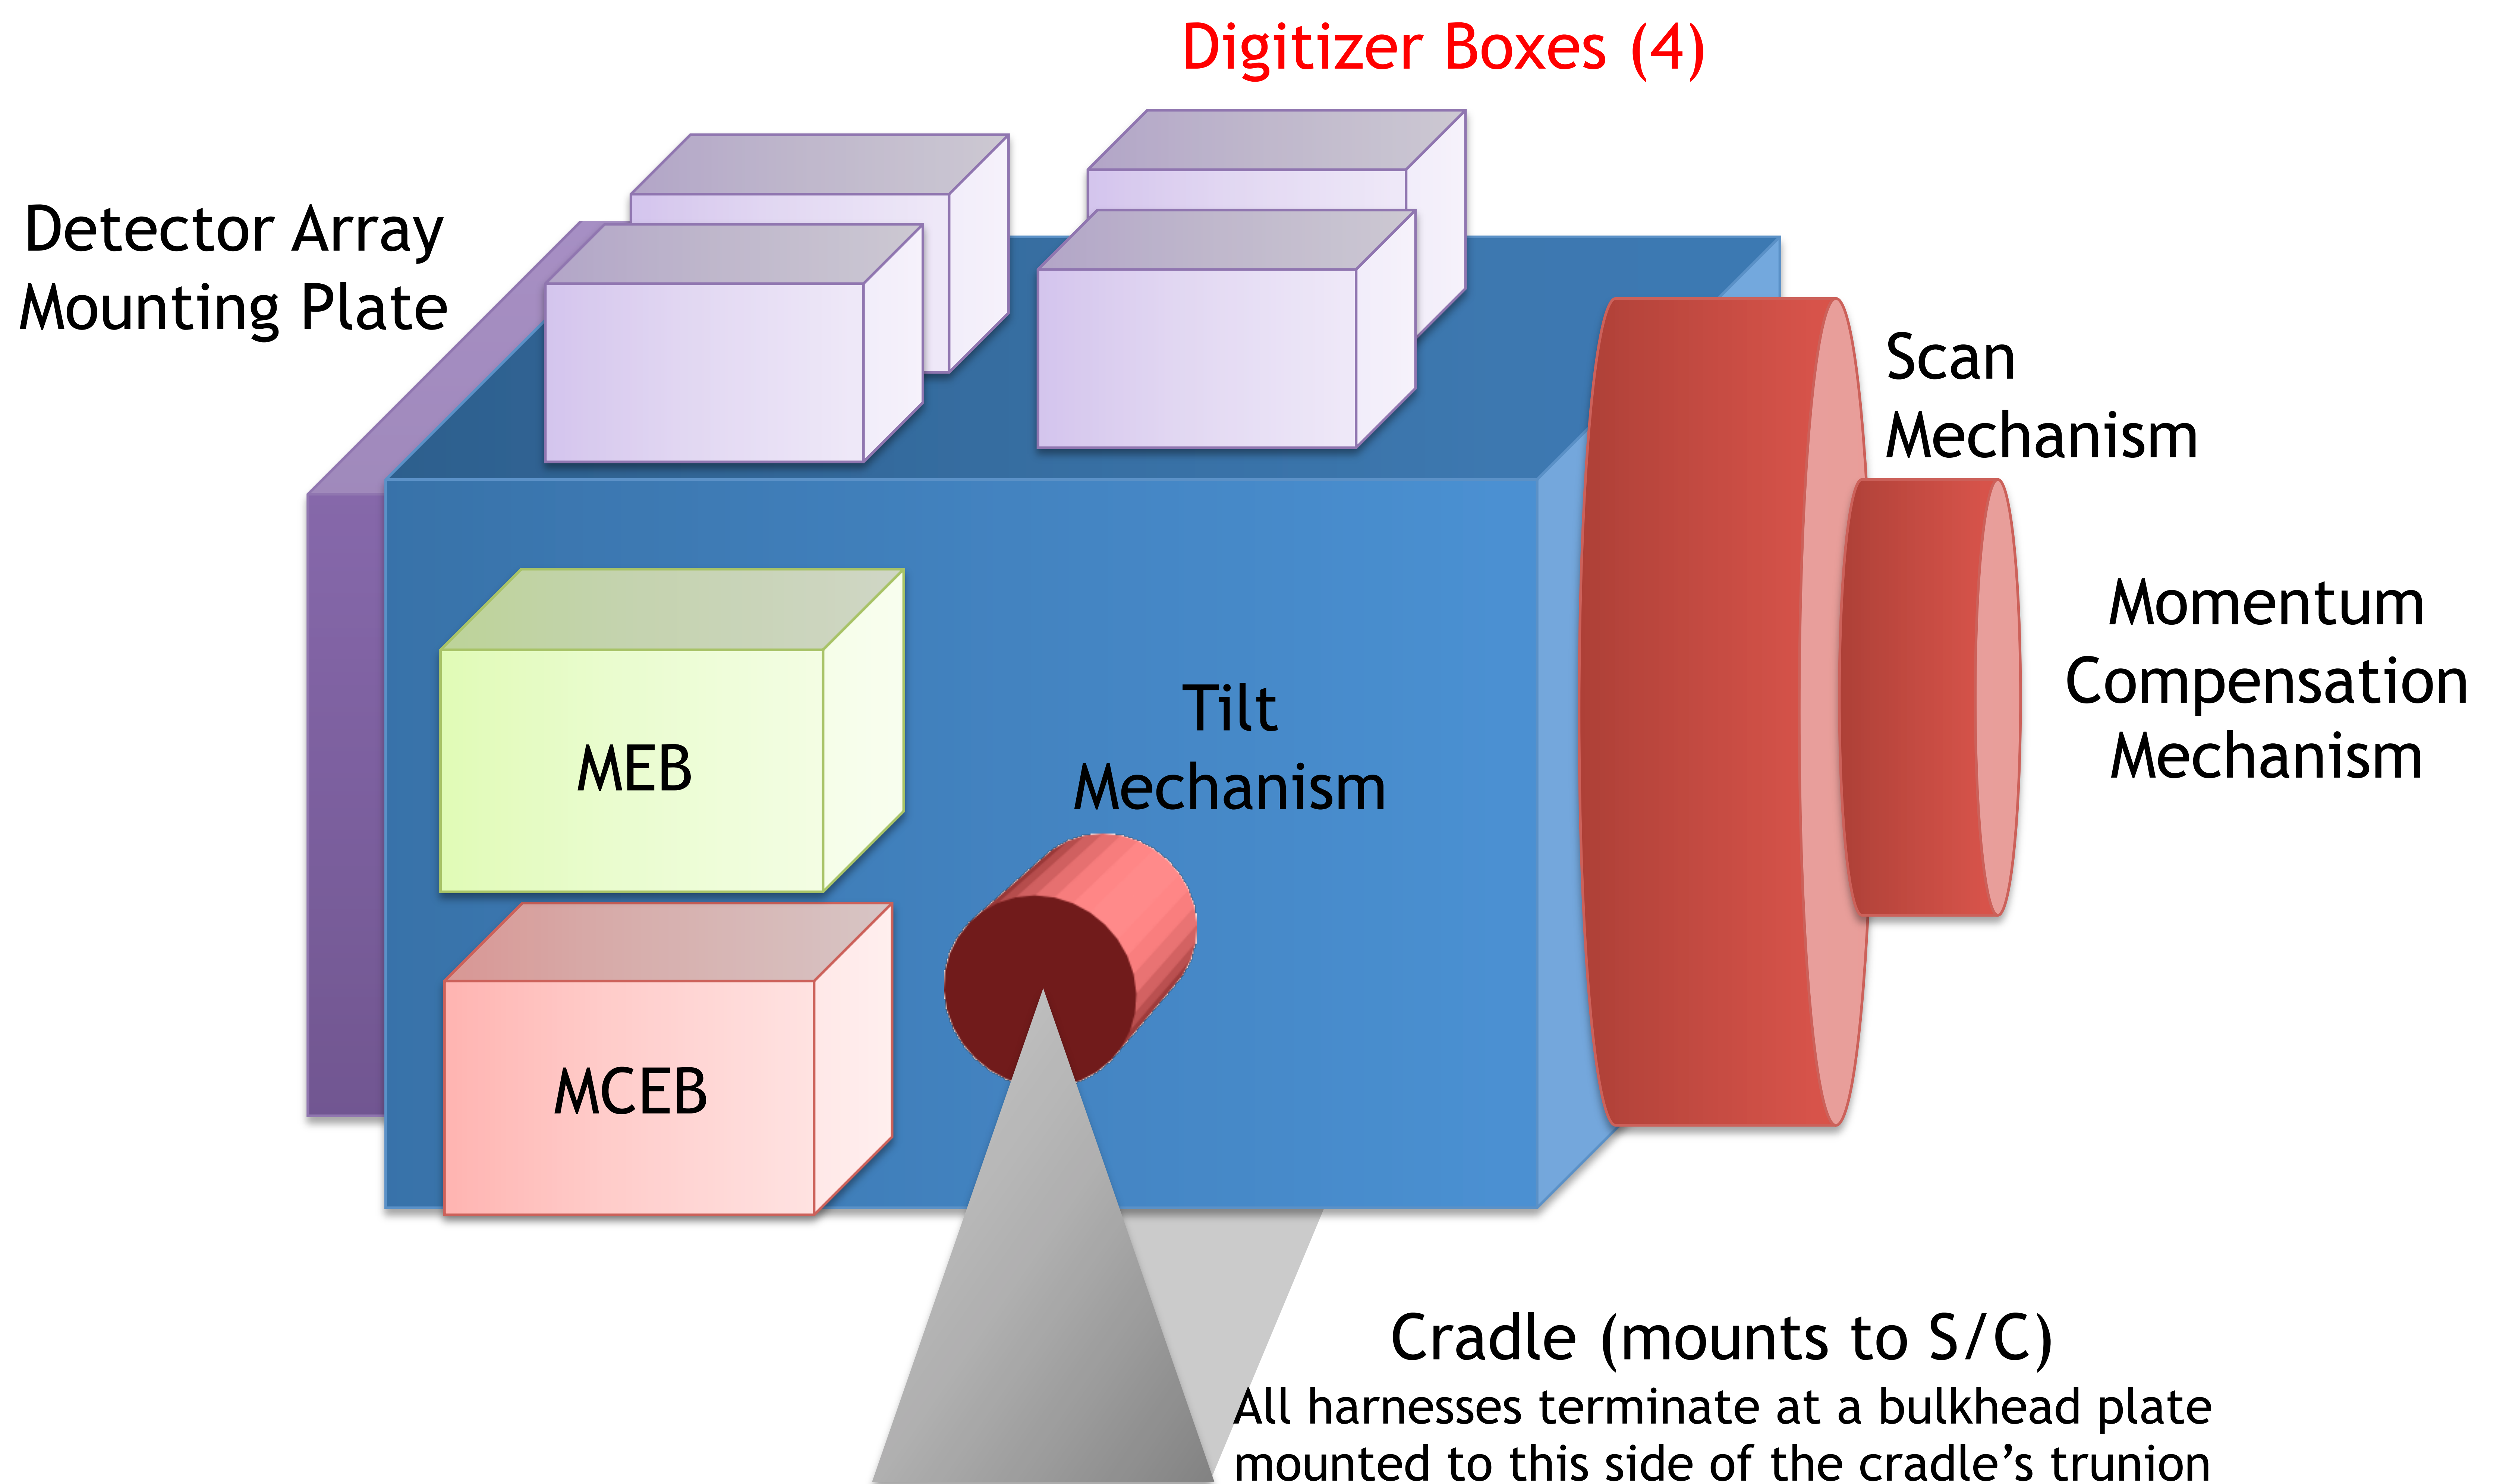 Digitizer Boxes (4)
Detector Array
Mounting Plate
Scan
Mechanism
Momentum
Compensation
Mechanism
Tilt
Mechanism
MEB
MCEB
Cradle (mounts to S/C)
All harnesses terminate at a bulkhead plate
mounted to this side of the cradle’s trunion